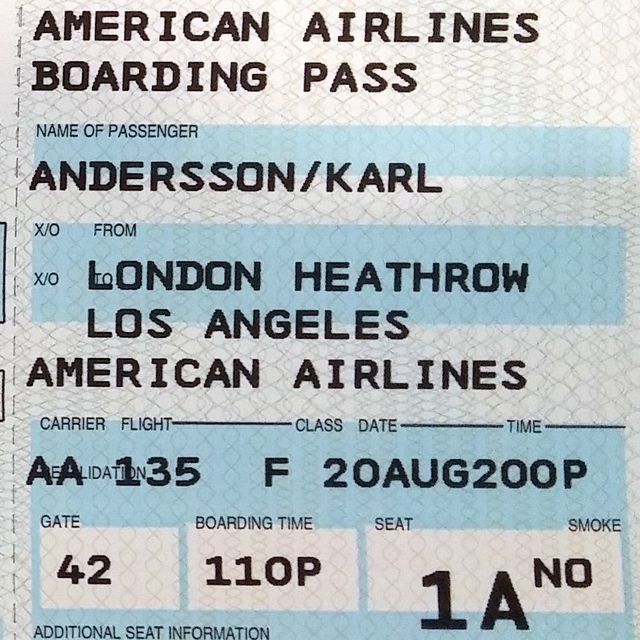 AMERICAN AIRLINES
BOARDING PASS
NAME OF PASSENGER
ANDERSSON/KARL
X/O FROM
X/O TO LONDON HEATHROW
LOS ANGELES
AMERICAN AIRLINES
CARRIER FLIGHT CLASS DATE TIME
AA 135 F 20AUG200P
GATE BOARDING TIME SEAT SMOKE
42 110P 1A NO
ADDITIONAL SEAT INFORMATION